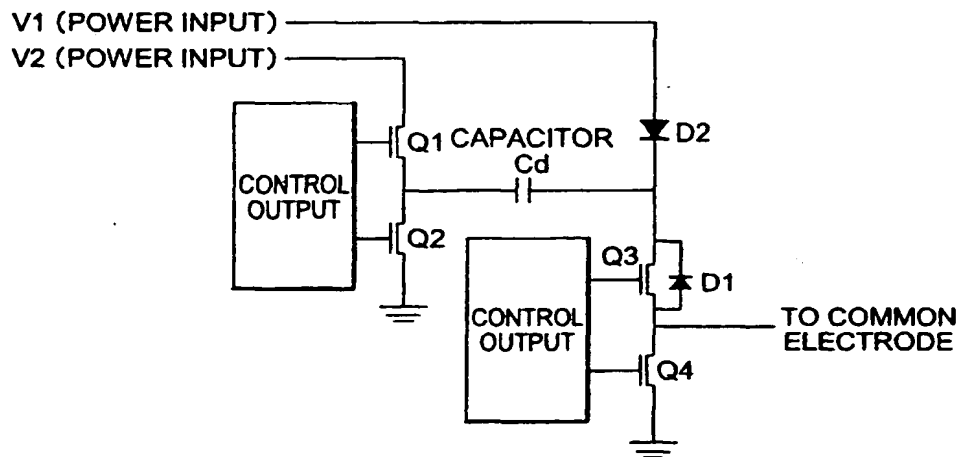 V1 (POWER INPUT)
V2 (POWER INPUT)
Q1
CAPACITOR
Cd
D2
CONTROL
OUTPUT
Q2
Q3
D1
CONTROL
OUTPUT
TO COMMON
ELECTRODE
Q4